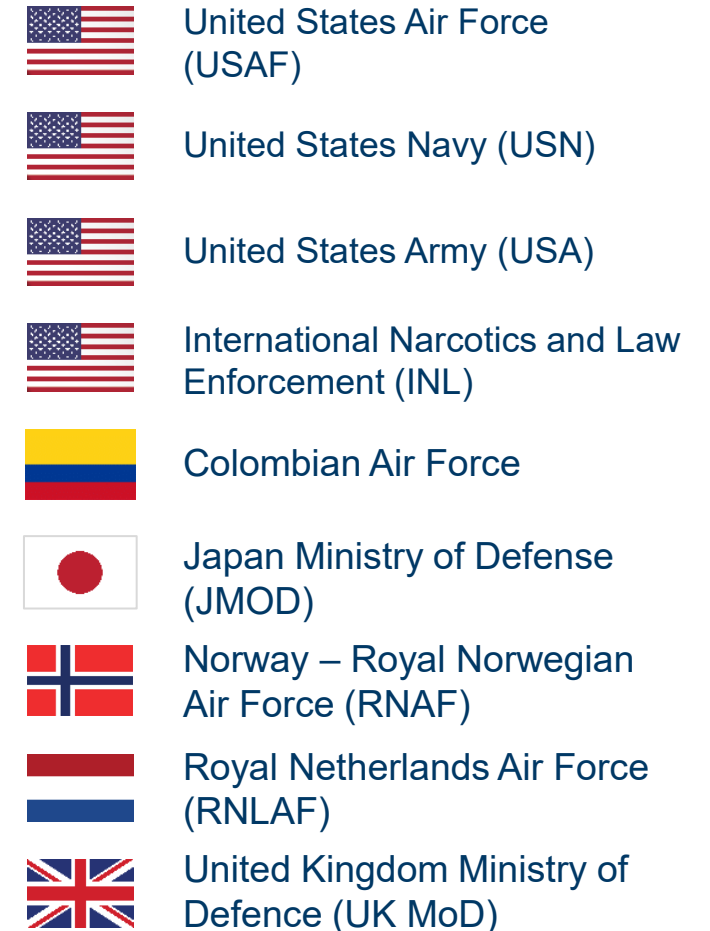 United States Air Force
(USAF)
United States Navy (USN)
United States Army (USA)
International Narcotics and Law
Enforcement (INL)
Colombian Air Force
Japan Ministry of Defense
(JMOD)
Norway – Royal Norwegian
Air Force (RNAF)
Royal Netherlands Air Force
(RNLAF)
United Kingdom Ministry of
Defence (UK MoD)